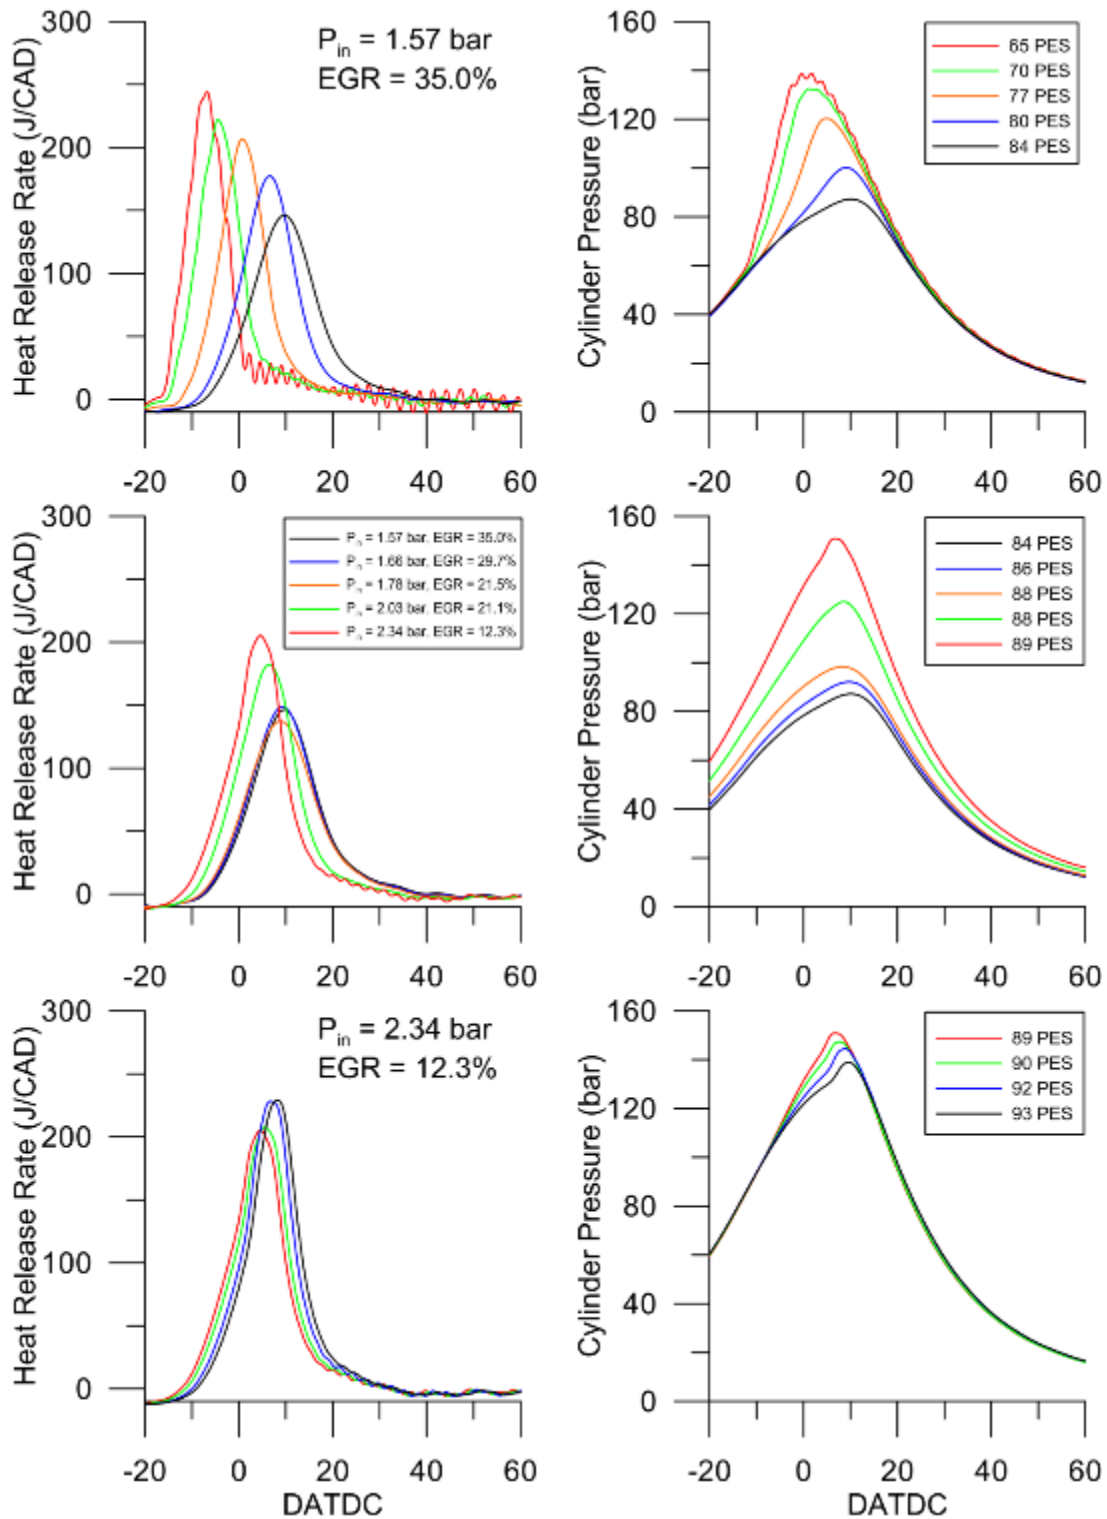 300
P_in = 1.57 bar
EGR = 35.0%
200
100
0
Heat Release Rate (J/CAD)
-20 0 20 40 60
160
120
80
40
0
Cylinder Pressure (bar)
65 PES
70 PES
77 PES
80 PES
84 PES
-20 0 20 40 60
300
200
100
0
Heat Release Rate (J/CAD)
P_in = 1.57 bar, EGR = 35.0%
P_in = 1.66 bar, EGR = 29.7%
P_in = 1.78 bar, EGR = 21.5%
P_in = 2.03 bar, EGR = 21.1%
P_in = 2.34 bar, EGR = 12.3%
-20 0 20 40 60
160
120
80
40
0
Cylinder Pressure (bar)
84 PES
86 PES
88 PES
88 PES
89 PES
-20 0 20 40 60
300
P_in = 2.34 bar
EGR = 12.3%
200
100
0
Heat Release Rate (J/CAD)
-20 0 20 40 60
DATDC
160
120
80
40
0
Cylinder Pressure (bar)
89 PES
90 PES
92 PES
93 PES
-20 0 20 40 60
DATDC